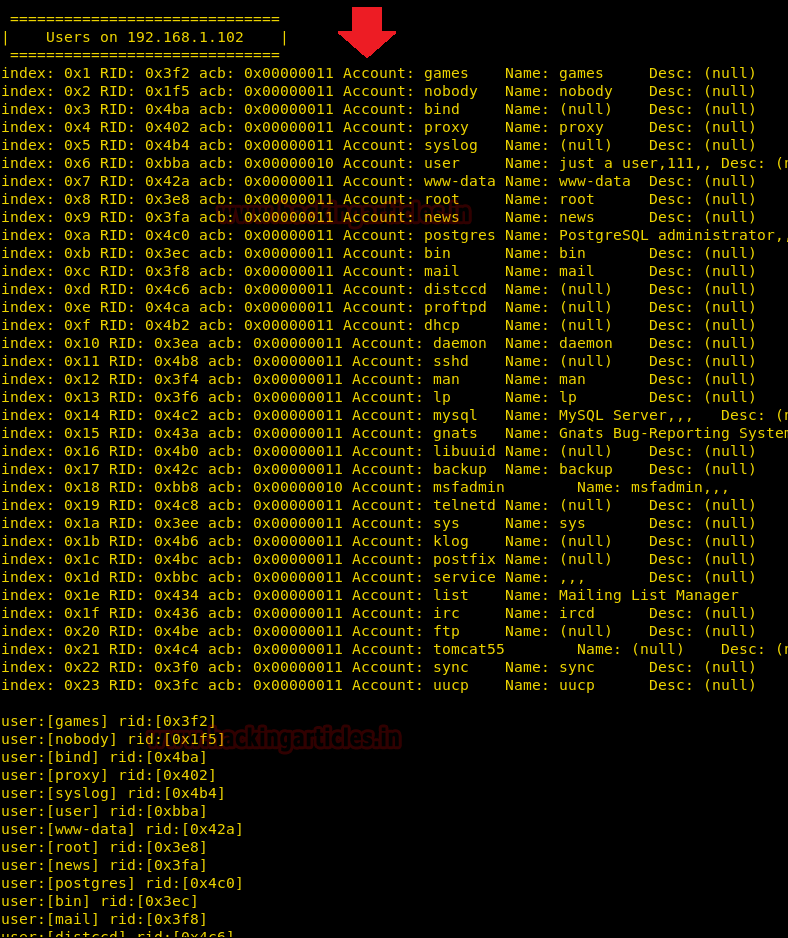 ==============================
|    Users on 192.168.1.102    |
==============================
index: 0x1 RID: 0x3f2 acb: 0x00000011 Account: games    Name: games     Desc: (null)
index: 0x2 RID: 0x1f5 acb: 0x00000011 Account: nobody   Name: nobody    Desc: (null)
index: 0x3 RID: 0x4ba acb: 0x00000011 Account: bind     Name: (null)    Desc: (null)
index: 0x4 RID: 0x402 acb: 0x00000011 Account: proxy    Name: proxy     Desc: (null)
index: 0x5 RID: 0x4b4 acb: 0x00000011 Account: syslog   Name: (null)    Desc: (null)
index: 0x6 RID: 0xbba acb: 0x00000010 Account: user     Name: just a user,111,, Desc: (n
index: 0x7 RID: 0x42a acb: 0x00000011 Account: www-data Name: www-data  Desc: (null)
index: 0x8 RID: 0x3e8 acb: 0x00000011 Account: root     Name: root      Desc: (null)
index: 0x9 RID: 0x3fa acb: 0x00000011 Account: news     Name: news      Desc: (null)
index: 0xa RID: 0x4c0 acb: 0x00000011 Account: postgres Name: PostgreSQL administrator,,
index: 0xb RID: 0x3ec acb: 0x00000011 Account: bin      Name: bin       Desc: (null)
index: 0xc RID: 0x3f8 acb: 0x00000011 Account: mail     Name: mail      Desc: (null)
index: 0xd RID: 0x4c6 acb: 0x00000011 Account: distccd  Name: (null)    Desc: (null)
index: 0xe RID: 0x4ca acb: 0x00000011 Account: proftpd  Name: (null)    Desc: (null)
index: 0xf RID: 0x4b2 acb: 0x00000011 Account: dhcp     Name: (null)    Desc: (null)
index: 0x10 RID: 0x3ea acb: 0x00000011 Account: daemon  Name: daemon    Desc: (null)
index: 0x11 RID: 0x4b8 acb: 0x00000011 Account: sshd    Name: (null)    Desc: (null)
index: 0x12 RID: 0x3f4 acb: 0x00000011 Account: man     Name: man       Desc: (null)
index: 0x13 RID: 0x3f6 acb: 0x00000011 Account: lp      Name: lp        Desc: (null)
index: 0x14 RID: 0x4c2 acb: 0x00000011 Account: mysql   Name: MySQL Server,,,   Desc: (n
index: 0x15 RID: 0x43a acb: 0x00000011 Account: gnats   Name: Gnats Bug-Reporting System
index: 0x16 RID: 0x4b0 acb: 0x00000011 Account: libuuid Name: (null)    Desc: (null)
index: 0x17 RID: 0x42c acb: 0x00000011 Account: backup  Name: backup    Desc: (null)
index: 0x18 RID: 0xbb8 acb: 0x00000010 Account: msfadmin        Name: msfadmin,,,
index: 0x19 RID: 0x4c8 acb: 0x00000011 Account: telnetd Name: (null)    Desc: (null)
index: 0x1a RID: 0x3ee acb: 0x00000011 Account: sys     Name: sys       Desc: (null)
index: 0x1b RID: 0x4b6 acb: 0x00000011 Account: klog    Name: (null)    Desc: (null)
index: 0x1c RID: 0x4bc acb: 0x00000011 Account: postfix Name: (null)    Desc: (null)
index: 0x1d RID: 0xbbc acb: 0x00000011 Account: service Name: ,,,       Desc: (null)
index: 0x1e RID: 0x434 acb: 0x00000011 Account: list    Name: Mailing List Manager
index: 0x1f RID: 0x436 acb: 0x00000011 Account: irc     Name: ircd      Desc: (null)
index: 0x20 RID: 0x4be acb: 0x00000011 Account: ftp     Name: (null)    Desc: (null)
index: 0x21 RID: 0x4c4 acb: 0x00000011 Account: tomcat55        Name: (null)    Desc: (n
index: 0x22 RID: 0x3f0 acb: 0x00000011 Account: sync    Name: sync      Desc: (null)
index: 0x23 RID: 0x3fc acb: 0x00000011 Account: uucp    Name: uucp      Desc: (null)
user:[games] rid:[0x3f2]
user:[nobody] rid:[0x1f5]
user:[bind] rid:[0x4ba]
user:[proxy] rid:[0x402]
user:[syslog] rid:[0x4b4]
user:[user] rid:[0xbba]
user:[www-data] rid:[0x42a]
user:[root] rid:[0x3e8]
user:[news] rid:[0x3fa]
user:[postgres] rid:[0x4c0]
user:[bin] rid:[0x3ec]
user:[mail] rid:[0x3f8]
user:[distccd] rid:[0x4c6]